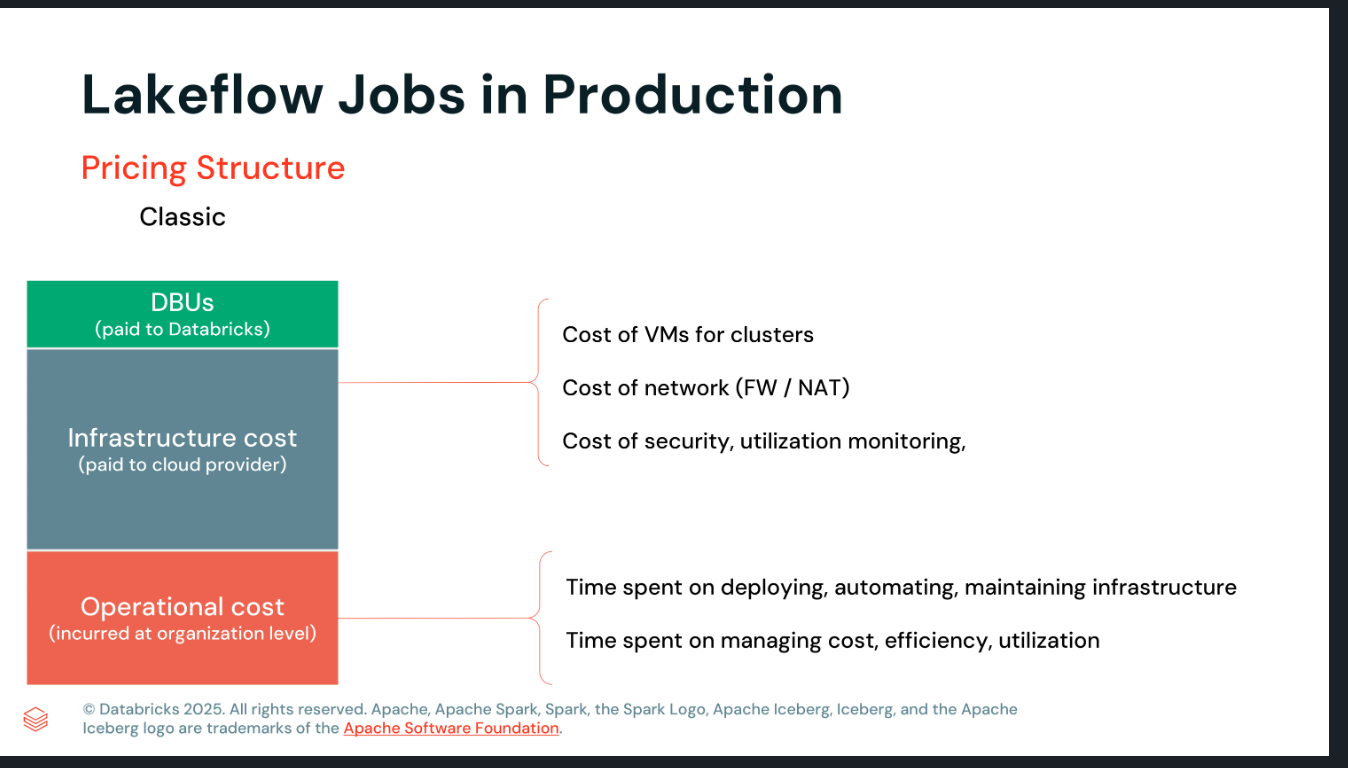 Lakeflow Jobs in Production
Pricing Structure
Classic
DBUs
(paid to Databricks)
Infrastructure cost
(paid to cloud provider)
Operational cost
(incurred at organization level)
Cost of VMs for clusters
Cost of network (FW / NAT)
Cost of security, utilization monitoring,
Time spent on deploying, automating, maintaining infrastructure
Time spent on managing cost, efficiency, utilization
© Databricks 2025. All rights reserved. Apache, Apache Spark, Spark, the Spark Logo, Apache Iceberg, Iceberg, and the Apache
Iceberg logo are trademarks of the Apache Software Foundation.